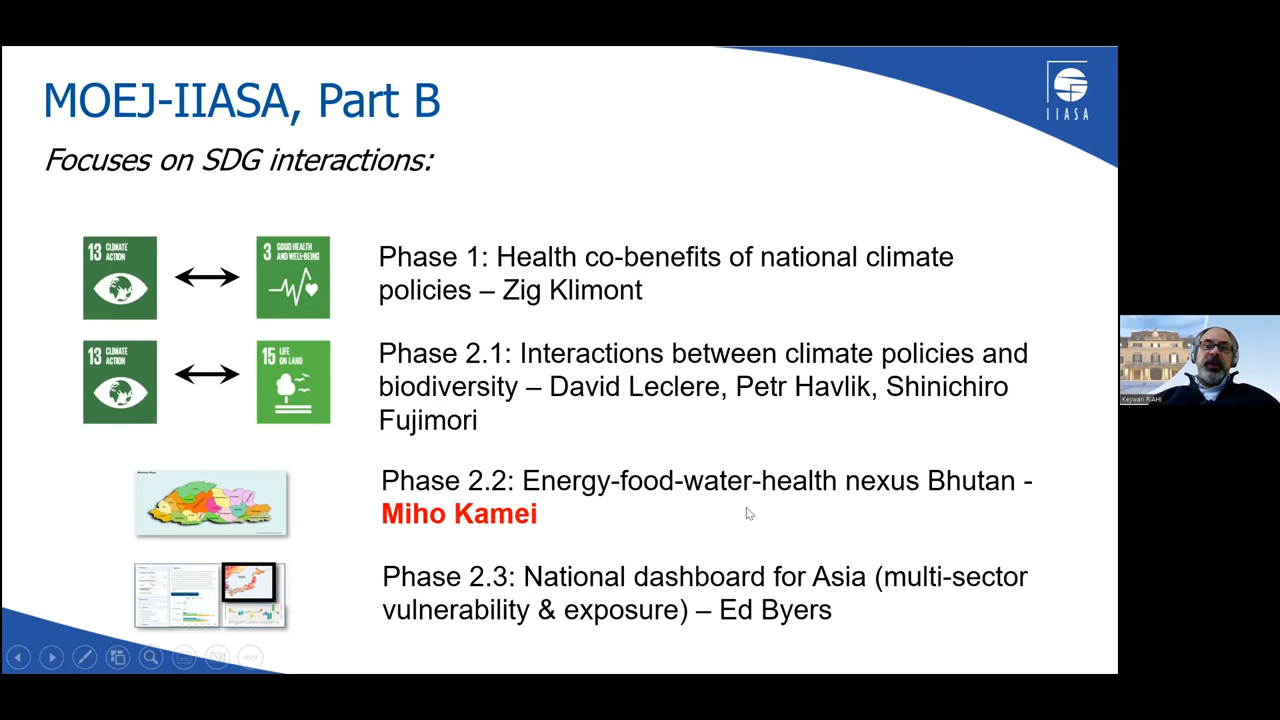 MOEJ-IIASA, Part B
IIASA
Focuses on SDG interactions:
13 CLIMATE
ACTION
3 GOOD HEALTH
AND WELL-BEING
Phase 1: Health co-benefits of national climate
policies – Zig Klimont
13 CLIMATE
ACTION
15 LIFE
ON LAND
Phase 2.1: Interactions between climate policies and
biodiversity – David Leclere, Petr Havlik, Shinichiro
Fujimori
Phase 2.2: Energy-food-water-health nexus Bhutan -
Miho Kamei
Phase 2.3: National dashboard for Asia (multi-sector
vulnerability & exposure) – Ed Byers
Keywan RIAHI